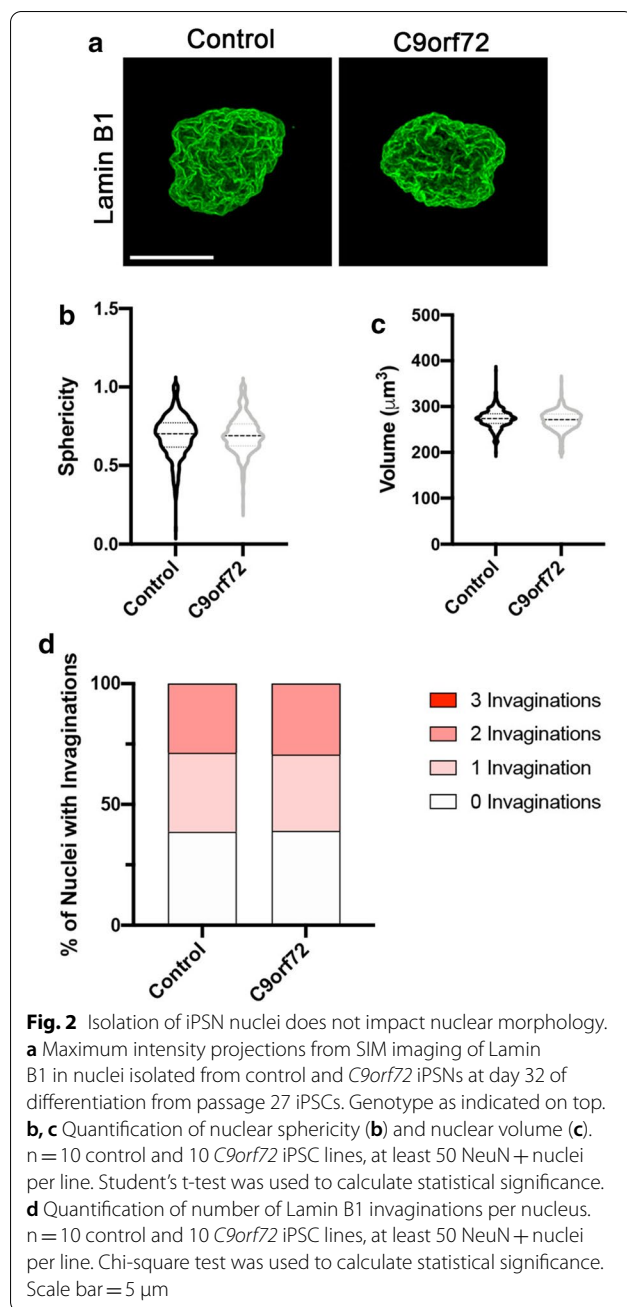 a
Control
C9orf72
Lamin B1
b
Sphericity
1.5
1.0
0.5
0.0
Control
C9orf72
c
Volume (μm³)
500
400
300
200
100
0
Control
C9orf72
d
% of Nuclei with Invaginations
100
50
0
Control
C9orf72
3 Invaginations
2 Invaginations
1 Invagination
0 Invaginations
Fig. 2 Isolation of iPSN nuclei does not impact nuclear morphology.
a Maximum intensity projections from SIM imaging of Lamin
B1 in nuclei isolated from control and C9orf72 iPSNs at day 32 of
differentiation from passage 27 iPSCs. Genotype as indicated on top.
b, c Quantification of nuclear sphericity (b) and nuclear volume (c).
n = 10 control and 10 C9orf72 iPSC lines, at least 50 NeuN + nuclei
per line. Student's t-test was used to calculate statistical significance.
d Quantification of number of Lamin B1 invaginations per nucleus.
n = 10 control and 10 C9orf72 iPSC lines, at least 50 NeuN + nuclei
per line. Chi-square test was used to calculate statistical significance.
Scale bar = 5 μm